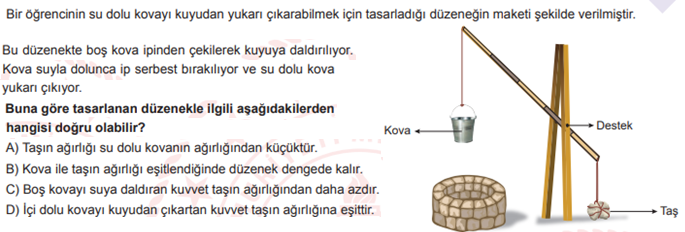 Bir öğrencinin su dolu kovayı kuyudan yukarı çıkarabilmek için tasarladığı düzeneğin maketi şekilde verilmiştir.
Bu düzenekte boş kova ipinden çekilerek kuyuya daldırılıyor.
Kova suyla dolunca ip serbest bırakılıyor ve su dolu kova
yukarı çıkıyor.
Buna göre tasarlanan düzenekle ilgili aşağıdakilerden
hangisi doğru olabilir?
A) Taşın ağırlığı su dolu kovanın ağırlığından küçüktür.
B) Kova ile taşın ağırlığı eşitlendiğinde düzenek dengede kalır.
C) Boş kovayı suya daldıran kuvvet taşın ağırlığından daha azdır.
D) İçi dolu kovayı kuyudan çıkartan kuvvet taşın ağırlığına eşittir.
Kova
Destek
Taş